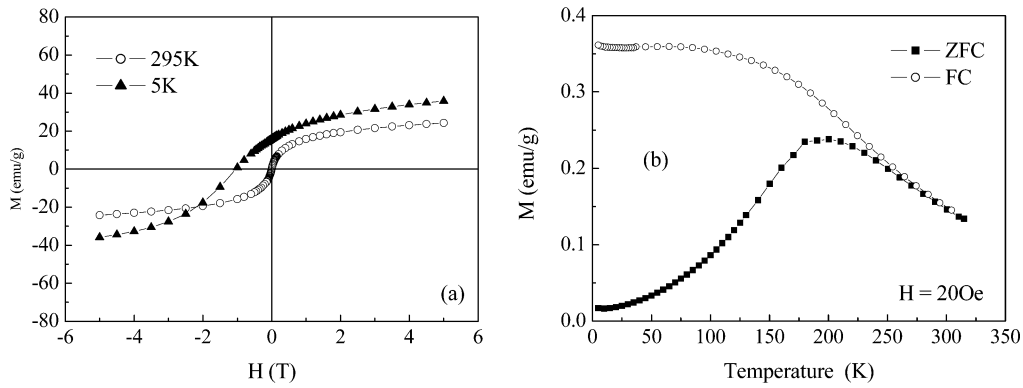 80
60
40
20
0
-20
-40
-60
-80
M (emu/g)
295K
5K
(a)
-6 -4 -2 0 2 4 6
H (T)
0.4
0.3
0.2
0.1
0.0
M (emu/g)
ZFC
FC
(b)
H = 20Oe
0 50 100 150 200 250 300 350
Temperature (K)